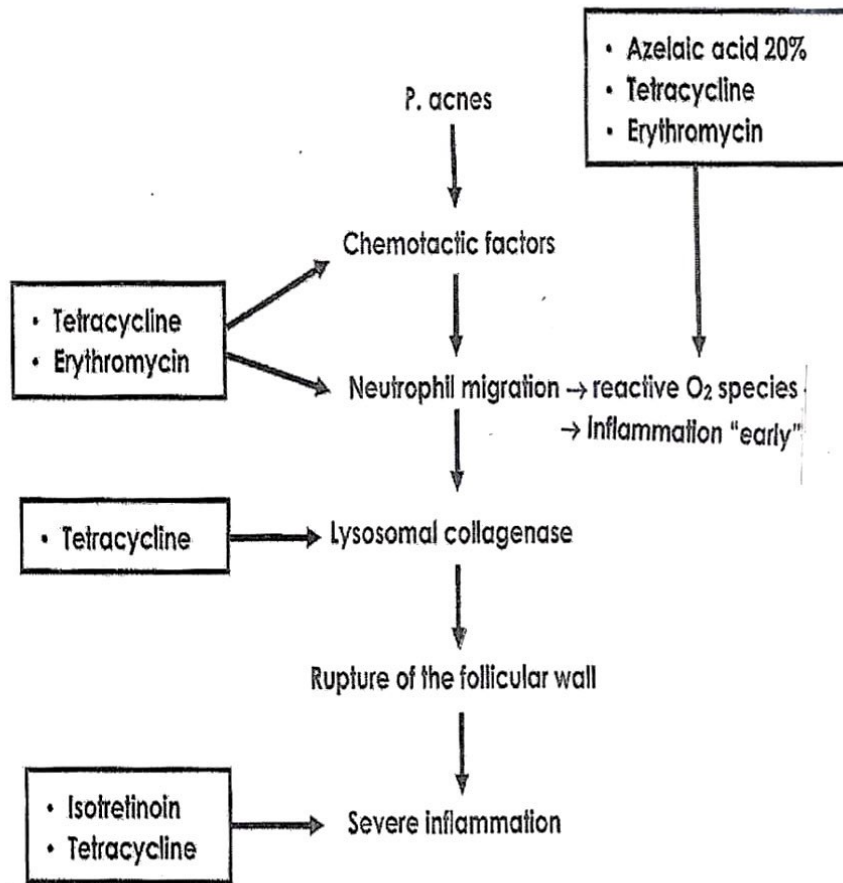 • Azelaic acid 20%
• Tetracycline
• Erythromycin
P. acnes
Chemotactic factors
• Tetracycline
• Erythromycin
Neutrophil migration → reactive O₂ species
→ Inflammation “early”
• Tetracycline
Lysosomal collagenase
Rupture of the follicular wall
• Isotretinoin
• Tetracycline
Severe inflammation